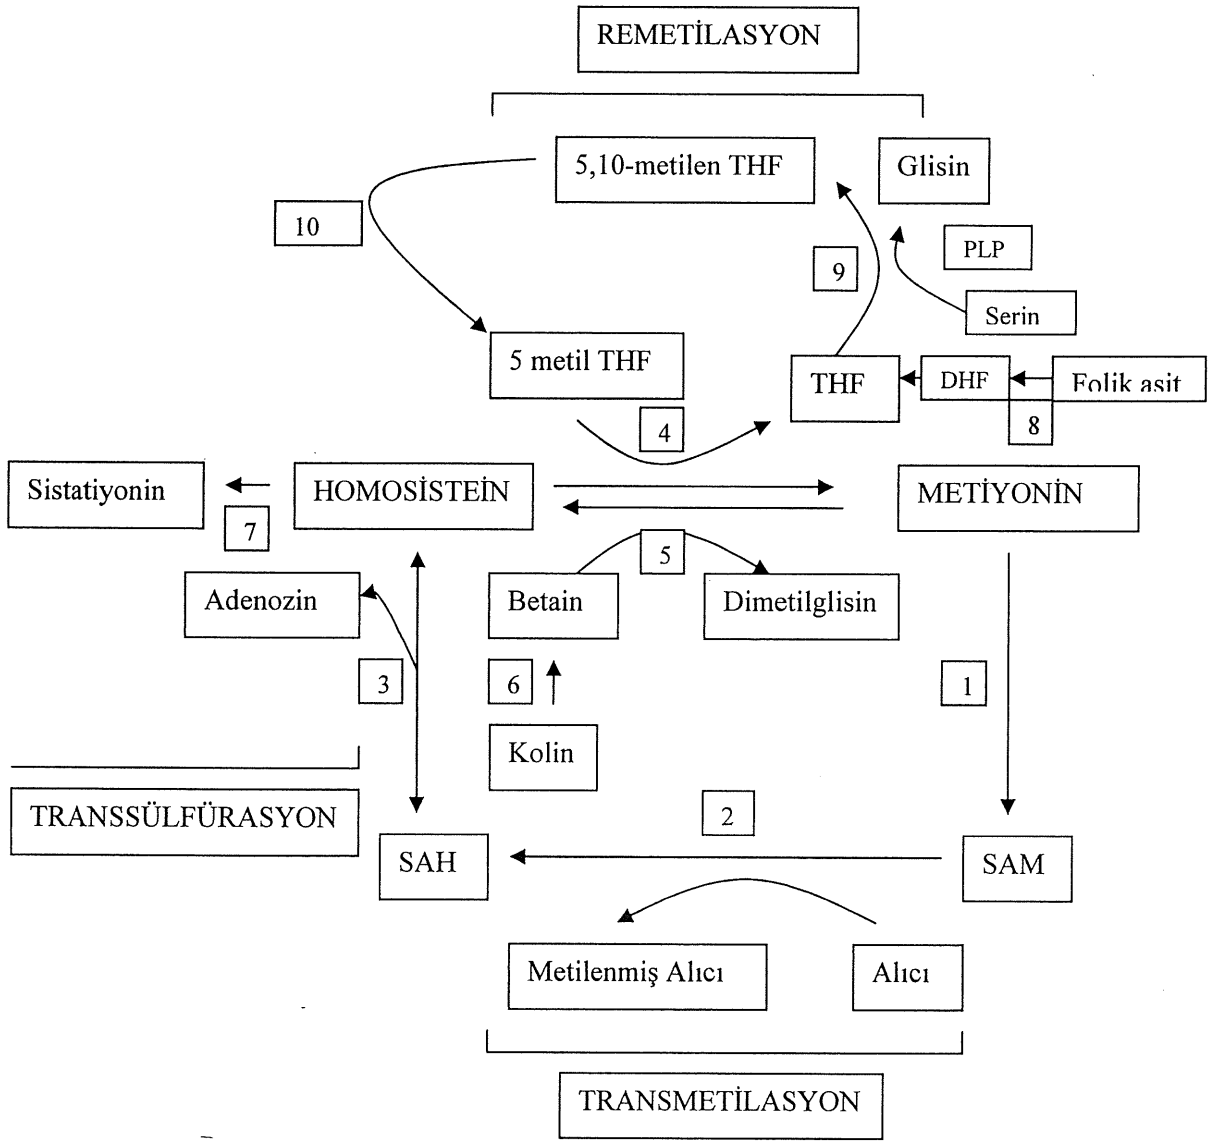 REMETİLASYON
5,10-metilen THF
Glisin
10
PLP
9
Serin
5 metil THF
THF
DHF
Folik asit
4
8
Sistatiyonin
HOMOSİSTEİN
METİYONİN
7
5
Adenozin
Betain
Dimetilglisin
3
6
1
Kolin
TRANSSÜLFÜRASYON
2
SAH
SAM
Metilenmiş Alıcı
Alıcı
TRANSMETİLASYON